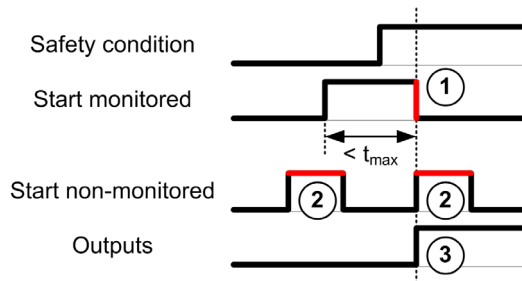 Safety condition
Start monitored
1
< tmax
Start non-monitored
2
2
Outputs
3